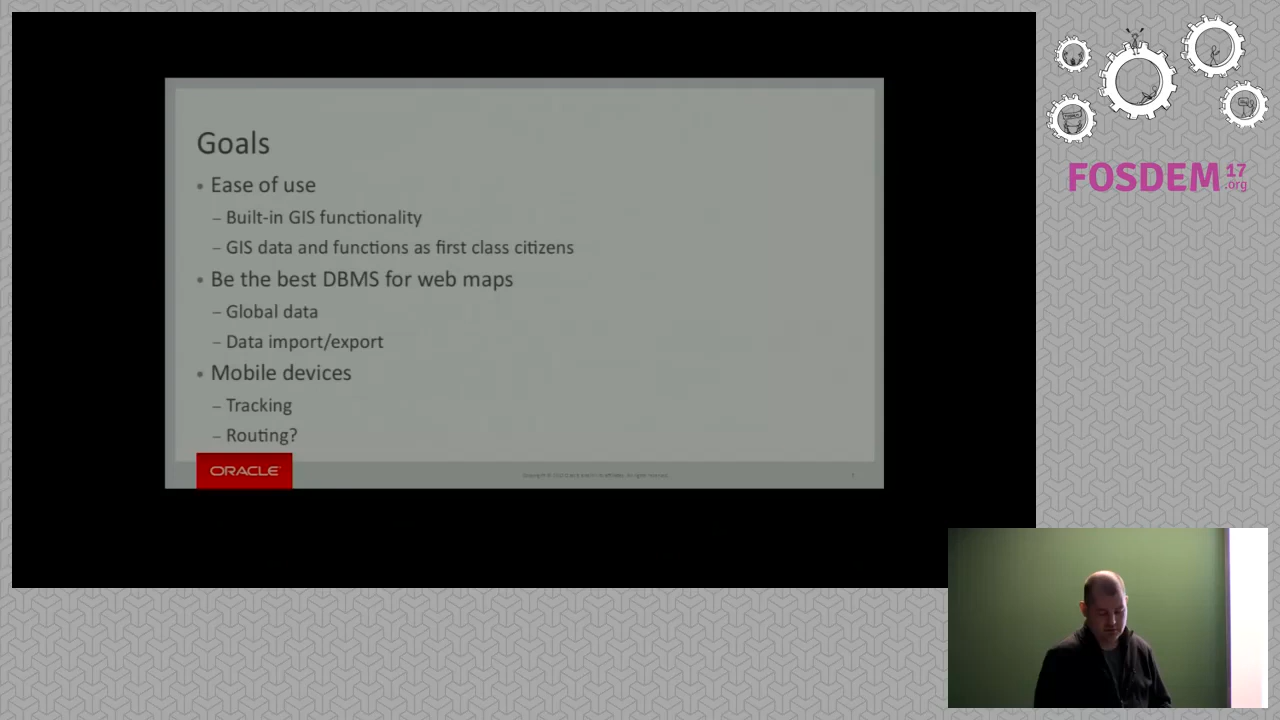 Goals
• Ease of use
– Built-in GIS functionality
– GIS data and functions as first class citizens
• Be the best DBMS for web maps
– Global data
– Data import/export
• Mobile devices
– Tracking
– Routing?
ORACLE
FOSDEM 17
.org